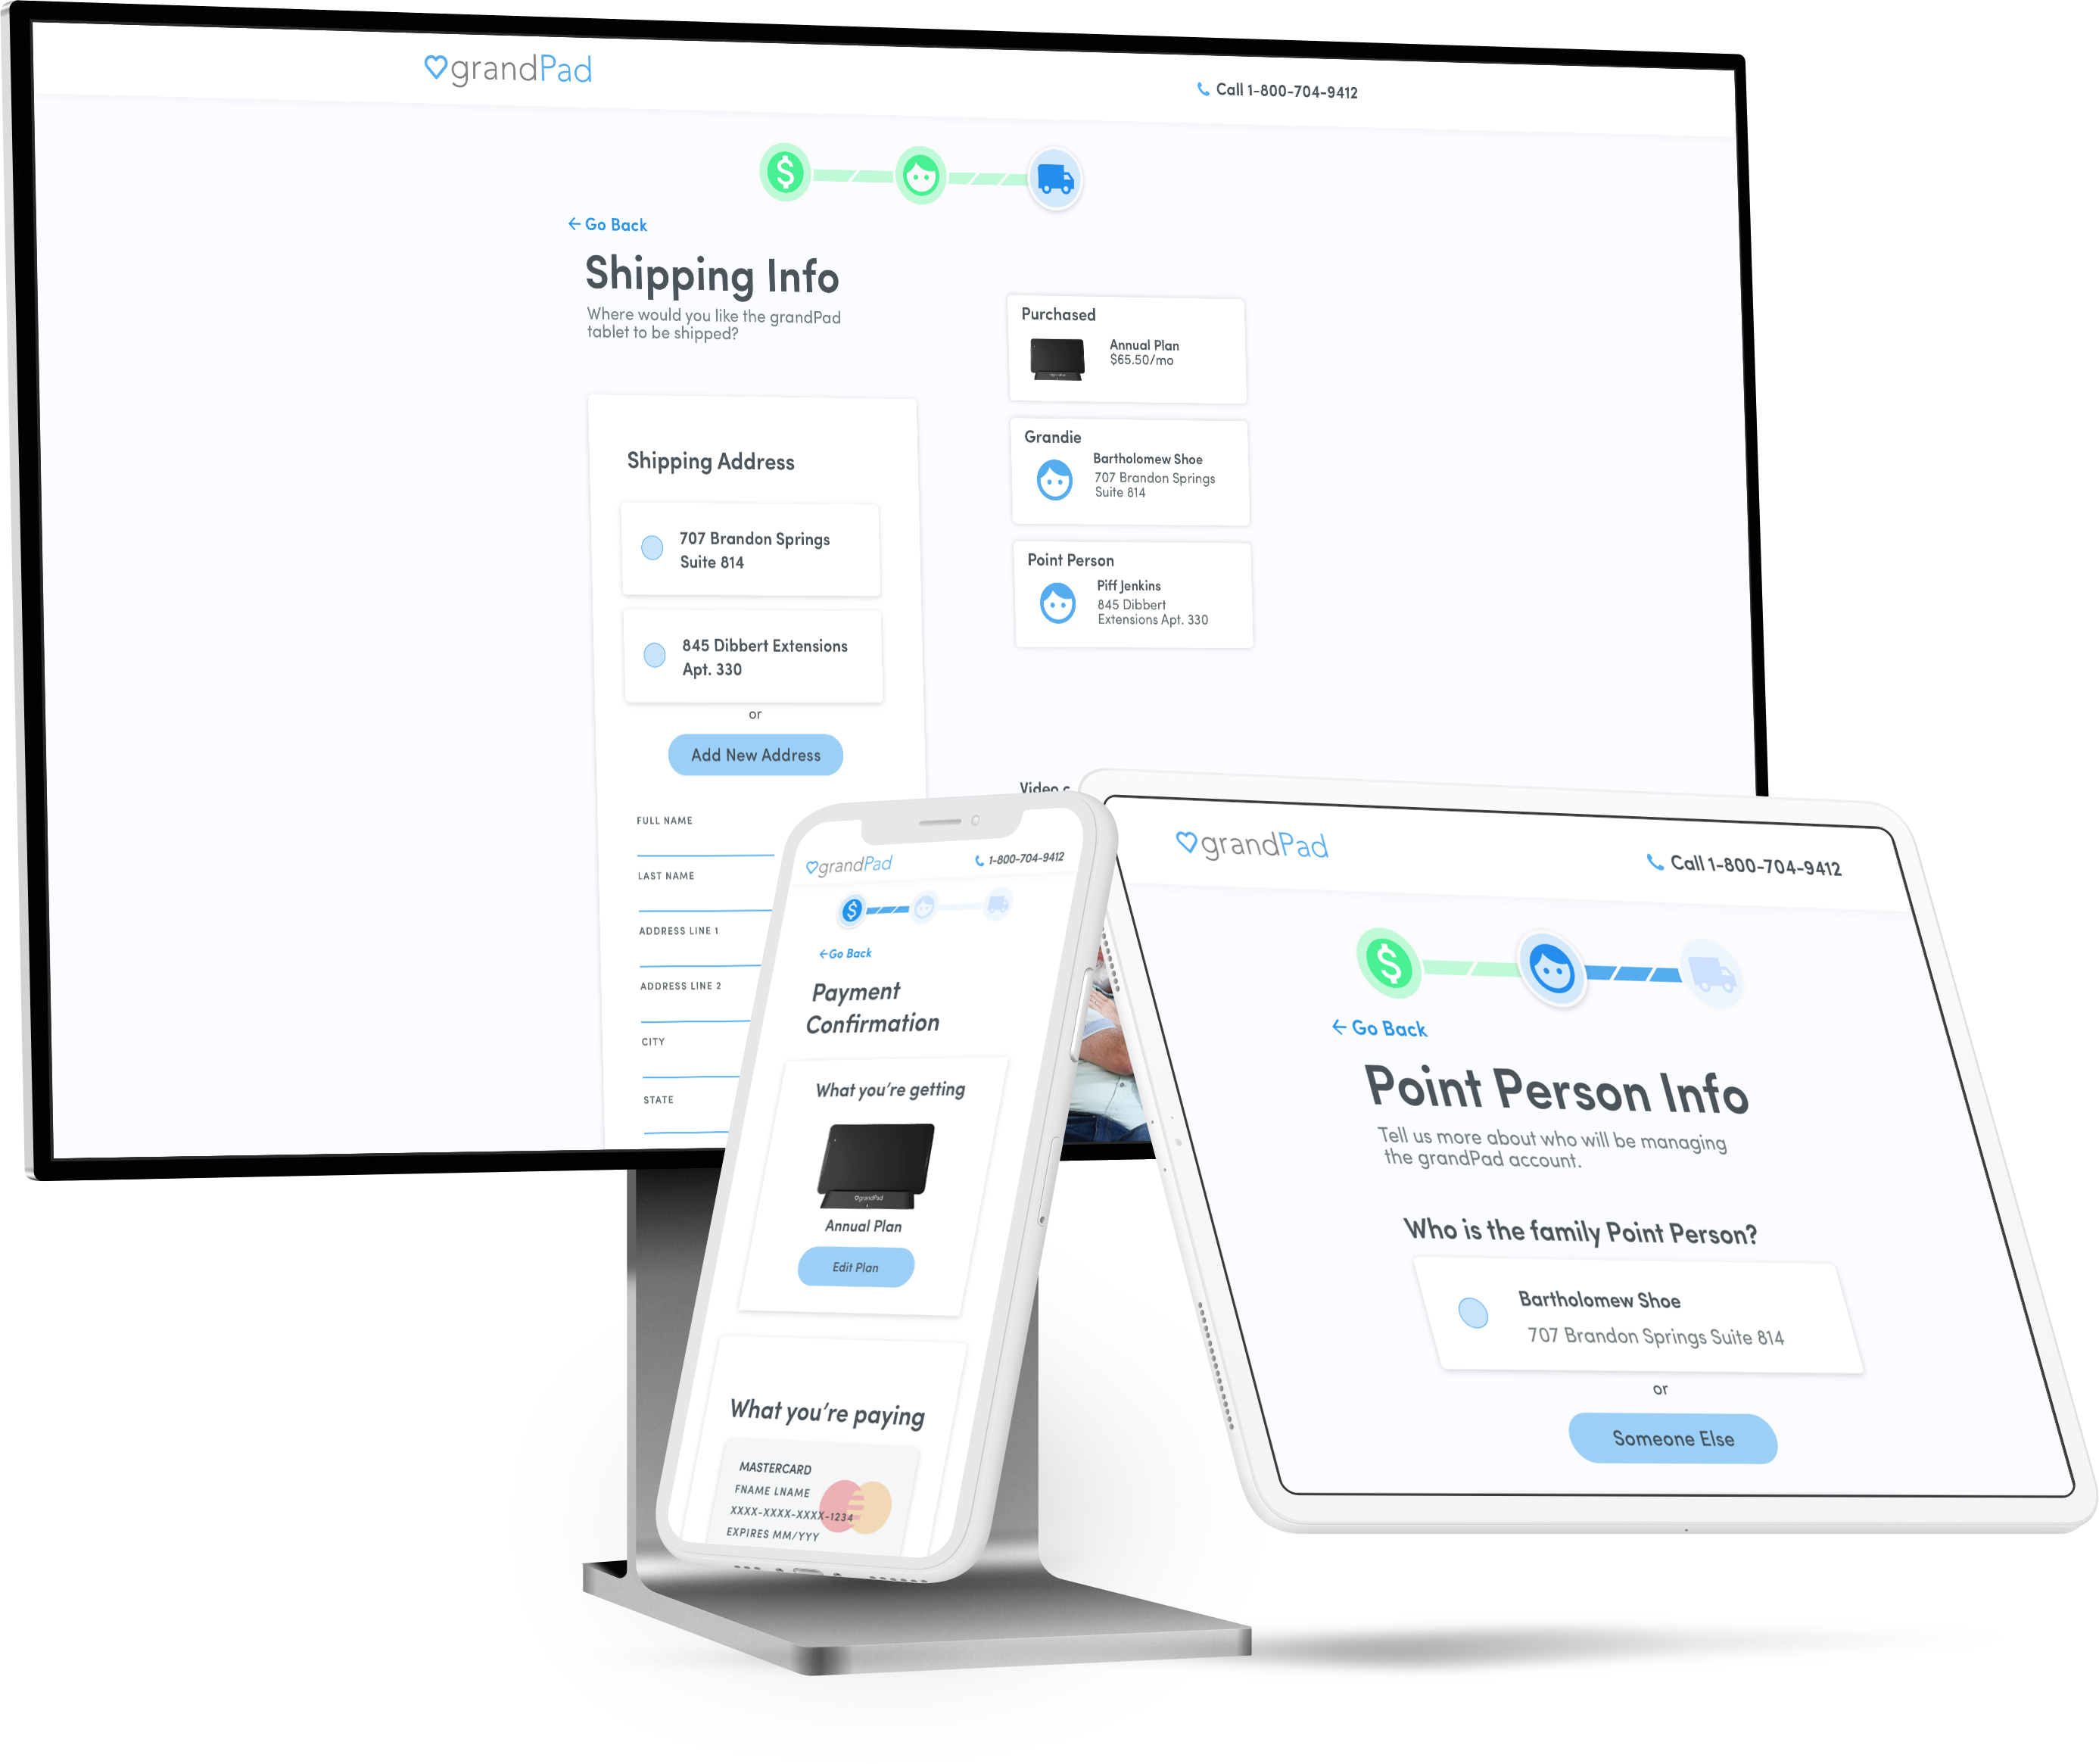 grandPad
Call 1-800-704-9412
Go Back
Shipping Info
Where would you like the grandPad
tablet to be shipped?
Shipping Address
707 Brandon Springs
Suite 814
845 Dibbert Extensions
Apt. 330
or
Add New Address
FULL NAME
LAST NAME
ADDRESS LINE 1
ADDRESS LINE 2
CITY
STATE
Purchased
Annual Plan
$65.50/mo
Grandie
Bartholomew Shoe
707 Brandon Springs
Suite 814
Point Person
Piff Jenkins
845 Dibbert
Extensions Apt. 330
Video
grandPad
1-800-704-9412
Go Back
Payment
Confirmation
What you're getting
grandPad
Annual Plan
Edit Plan
What you're paying
MASTERCARD
FNAME LNAME
XXXX-XXXX-XXXX-1234
EXPIRES MM/YYY
grandPad
Call 1-800-704-9412
Go Back
Point Person Info
Tell us more about who will be managing
the grandPad account.
Who is the family Point Person?
Bartholomew Shoe
707 Brandon Springs Suite 814
or
Someone Else